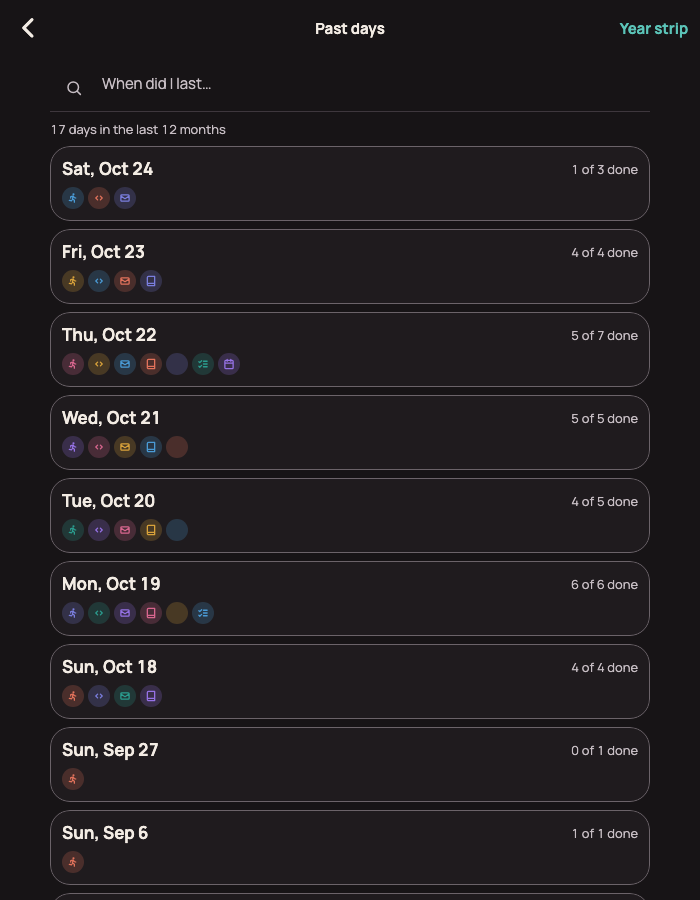 Past days
Year strip
When did I last...
17 days in the last 12 months
Sat, Oct 24
1 of 3 done
Fri, Oct 23
4 of 4 done
Thu, Oct 22
5 of 7 done
Wed, Oct 21
5 of 5 done
Tue, Oct 20
4 of 5 done
Mon, Oct 19
6 of 6 done
Sun, Oct 18
4 of 4 done
Sun, Sep 27
0 of 1 done
Sun, Sep 6
1 of 1 done